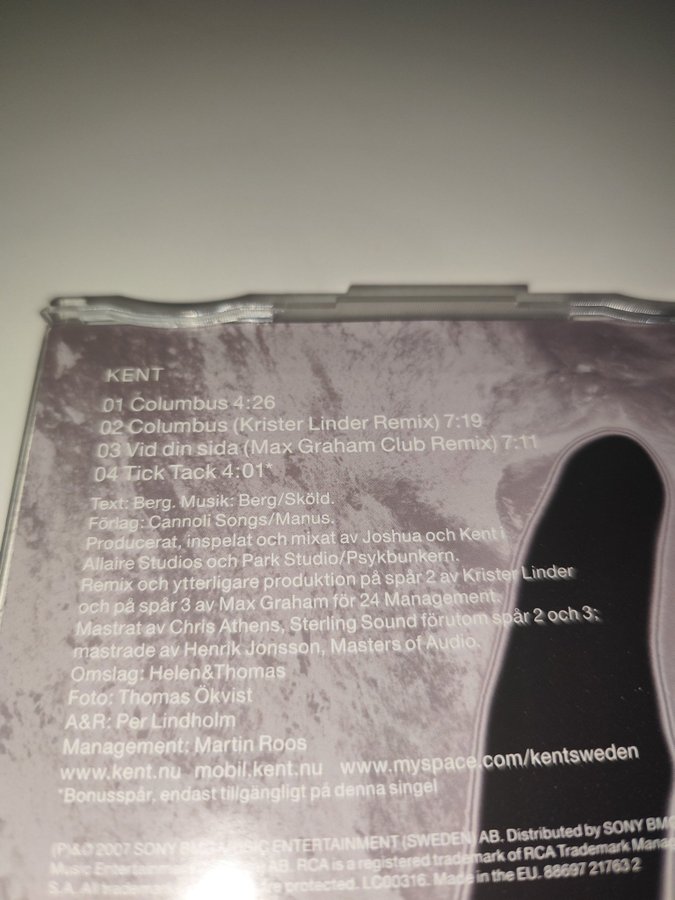 KENT
01 Columbus 4:26
02 Columbus (Krister Linder Remix) 7:19
03 Vid din sida (Max Graham Club Remix) 7:11
04 Tick Tack 4:01*
Text: Berg. Musik: Berg/Sköld.
Förlag: Cannoli Songs/Manus.
Producerat, inspelat och mixat av Joshua och Kent i
Allaire Studios och Park Studio/Psykbunkern.
Remix och ytterligare produktion på spår 2 av Krister Linder
och på spår 3 av Max Graham för 24 Management.
Mastrat av Chris Athens, Sterling Sound förutom spår 2 och 3:
mastrade av Henrik Jonsson, Masters of Audio.
Omslag: Helen&Thomas
Foto: Thomas Ökvist
A&R: Per Lindholm
Management: Martin Roos
www.kent.nu mobil.kent.nu www.myspace.com/kentsweden
*Bonusspår, endast tillgängligt på denna singel
(P)&© 2007 SONY BMG MUSIC ENTERTAINMENT (SWEDEN) AB. Distributed by SONY BMG
Music Entertainment AB. RCA is a registered trademark of RCA Trademark
S.A. All are protected. LC00316. Made in the EU. 88697 21763 2